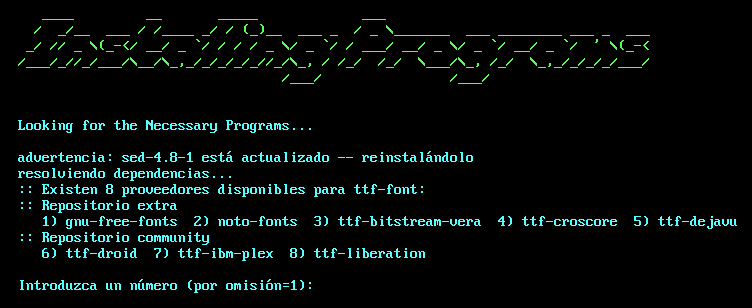 Installing Programs
Looking for the Necessary Programs...
advertencia: sed-4.8-1 está actualizado -- reinstalándolo
resolviendo dependencias...
:: Existen 8 proveedores disponibles para ttf-font:
:: Repositorio extra
1) gnu-free-fonts 2) noto-fonts 3) ttf-bitstream-vera 4) ttf-croscore 5) ttf-dejavu
:: Repositorio community
6) ttf-droid 7) ttf-ibm-plex 8) ttf-liberation
Introduzca un número (por omisión=1):